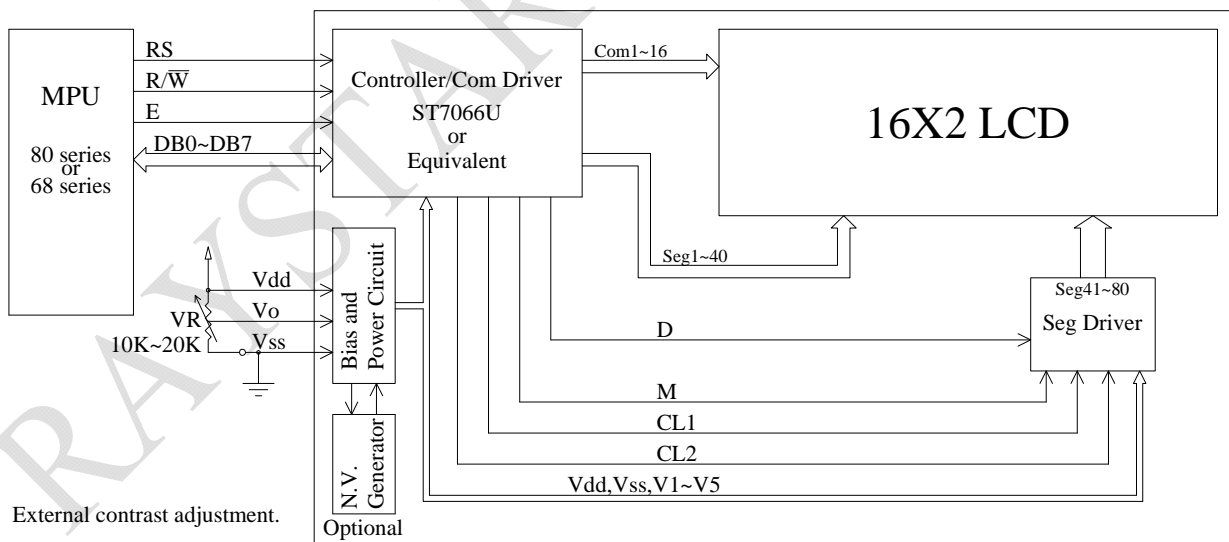 RS
R/W̅
E
DB0~DB7
MPU
80 series
or
68 series
Controller/Com Driver
ST7066U
or
Equivalent
Com1~16
16X2 LCD
Seg1~40
Seg41~80
Seg Driver
Vdd
Vo
Vss
VR
10K~20K
Bias and
Power Circuit
D
M
CL1
CL2
Vdd,Vss,V1~V5
N.V.
Generator
Optional
External contrast adjustment.
RAYSTAR